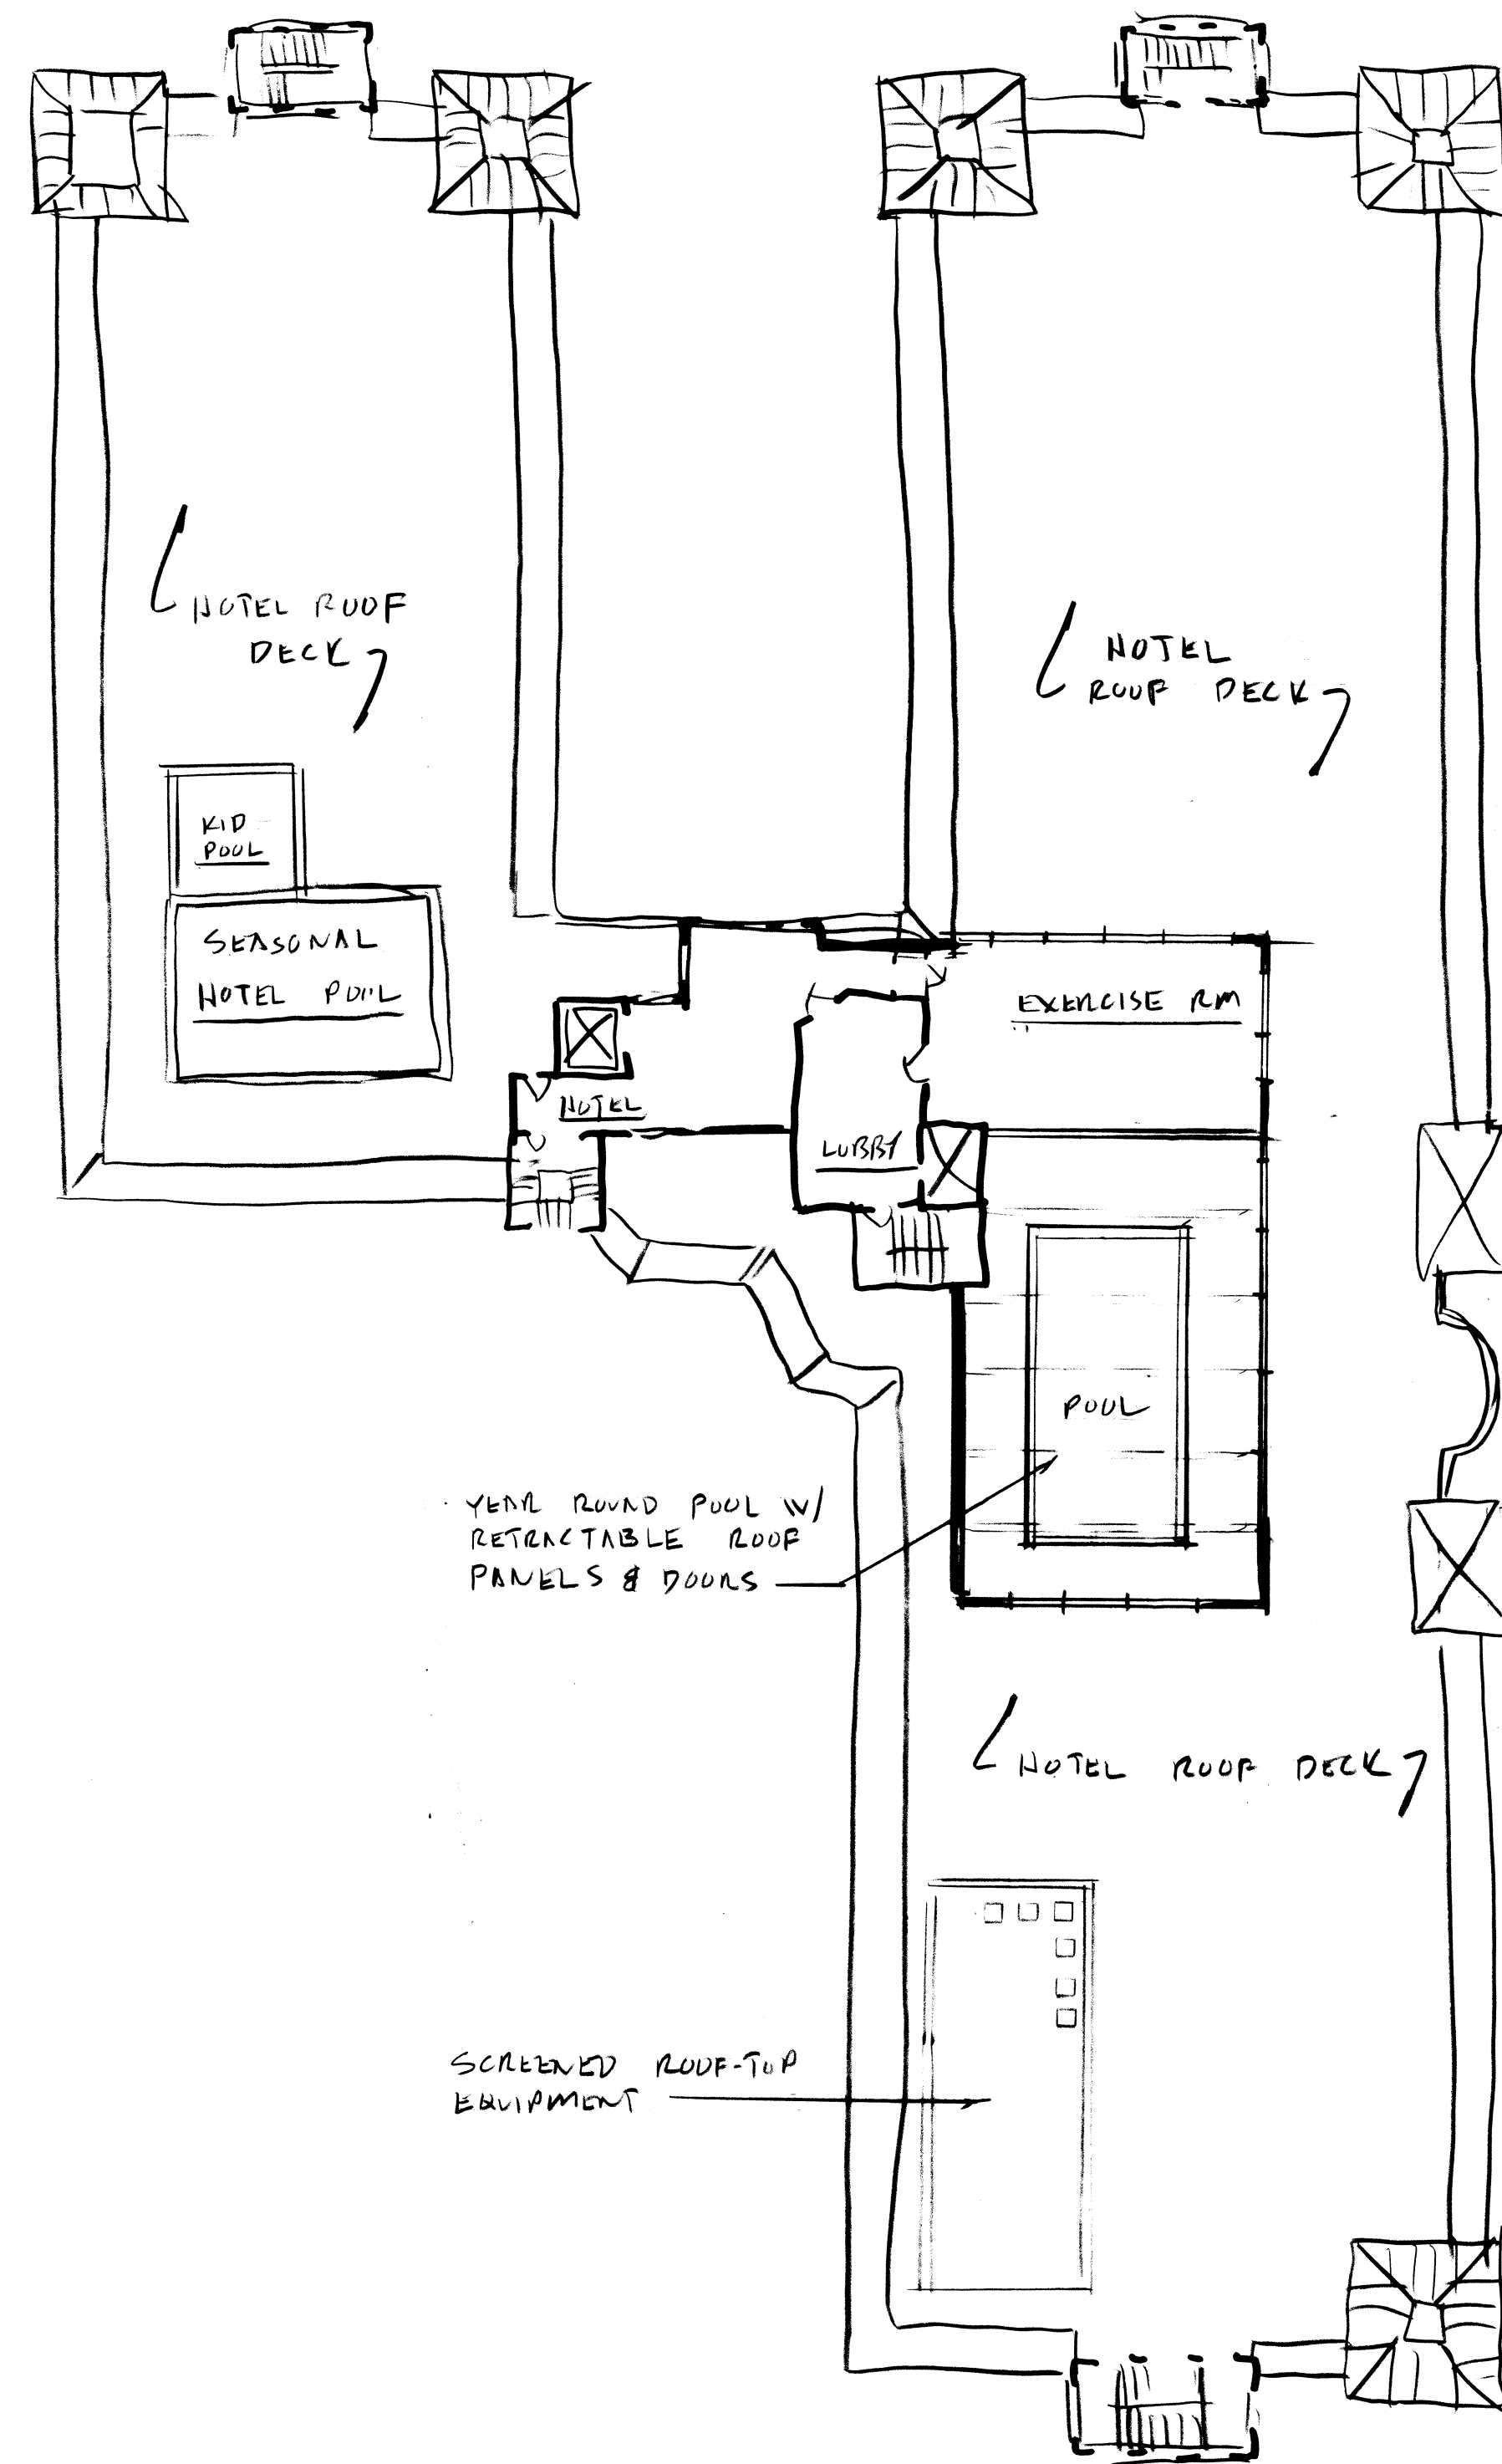 HOTEL ROOF
DECK
HOTEL
ROOF DECK
KID
POOL
SEASONAL
HOTEL POOL
EXERCISE RM
HOTEL
LOBBY
POOL
YEAR ROUND POOL W/
RETRACTABLE ROOF
PANELS & DOORS
HOTEL ROOF DECK
SCREENED ROOF-TOP
EQUIPMENT